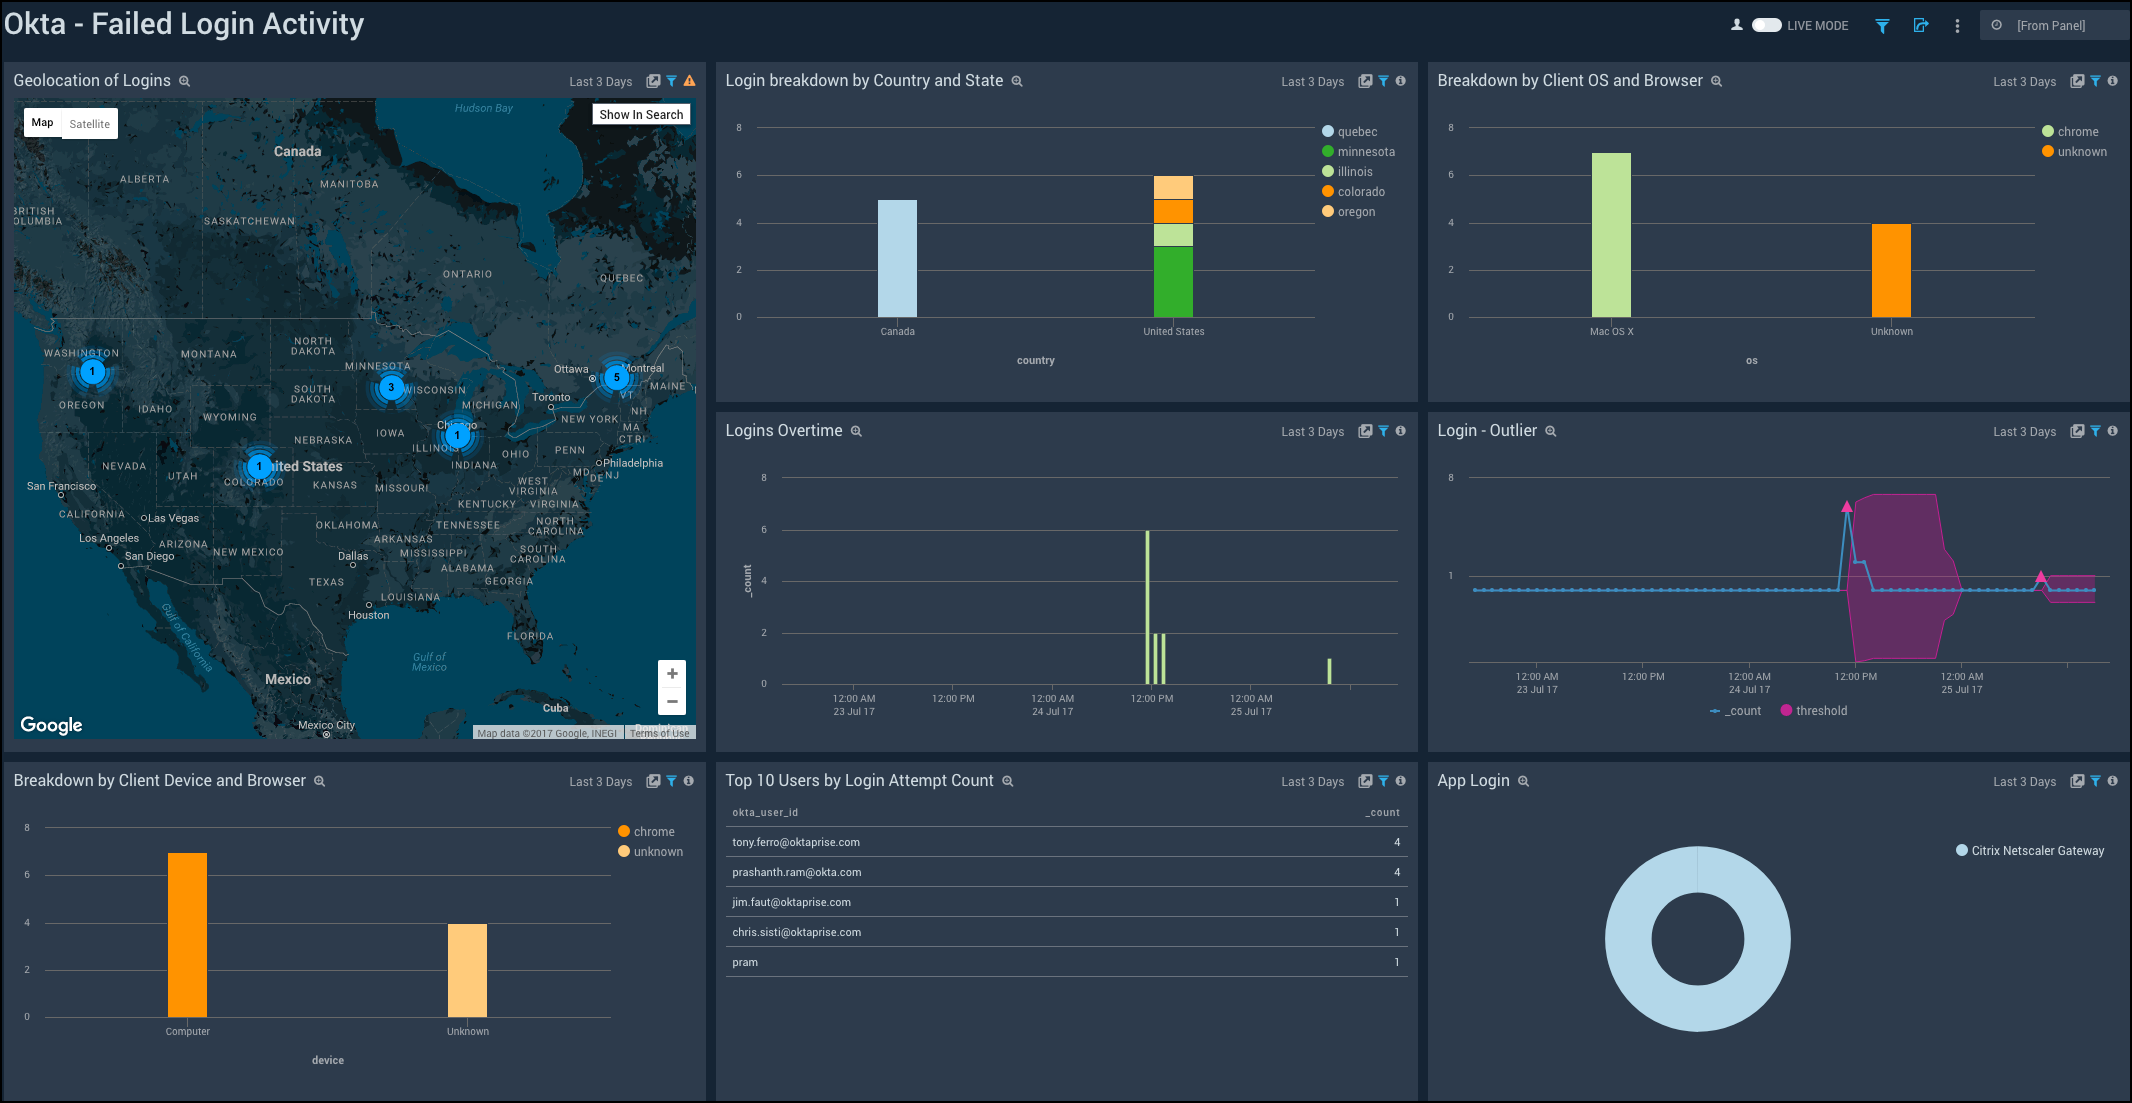 Okta - Failed Login Activity
LIVE MODE
[From Panel]
Geolocation of Logins
Last 3 Days
Map
Satellite
Show In Search
Hudson Bay
Canada
ALBERTA
MANITOBA
BRITISH
COLUMBIA
SASKATCHEWAN
ONTARIO
QUEBEC
WASHINGTON
MONTANA
NORTH
DAKOTA
MINNESOTA
1
3
5
Ottawa
Montreal
WISCONSIN
MAINE
SOUTH
DAKOTA
OREGON
IDAHO
WYOMING
MICHIGAN
Toronto
VT
NH
NEW YORK
MA
CT RI
Chicago
1
IOWA
NEBRASKA
ILLINOIS
INDIANA
OHIO
PENN
Philadelphia
NEVADA
UTAH
1
United States
COLORADO
KANSAS
MISSOURI
WEST
VIRGINIA
MD
DE
NJ
San Francisco
CALIFORNIA
Las Vegas
KENTUCKY
VIRGINIA
OKLAHOMA
TENNESSEE
NORTH
CAROLINA
Los Angeles
ARIZONA
NEW MEXICO
ARKANSAS
San Diego
Dallas
MISSISSIPPI
SOUTH
CAROLINA
ALABAMA
TEXAS
GEORGIA
LOUISIANA
Houston
Gulf of California
FLORIDA
Gulf of
Mexico
Mexico
Cuba
Mexico City
Google
Map data ©2017 Google, INEGI
Terms of Use
Login breakdown by Country and State
Last 3 Days
8
6
4
2
0
Canada
United States
country
quebec
minnesota
illinois
colorado
oregon
Breakdown by Client OS and Browser
Last 3 Days
8
6
4
2
0
Mac OS X
Unknown
os
chrome
unknown
Logins Overtime
Last 3 Days
_count
8
6
4
2
0
12:00 AM
23 Jul 17
12:00 PM
12:00 AM
24 Jul 17
12:00 PM
12:00 AM
25 Jul 17
Login - Outlier
Last 3 Days
8
1
12:00 AM
23 Jul 17
12:00 PM
12:00 AM
24 Jul 17
12:00 PM
12:00 AM
25 Jul 17
_count
threshold
Breakdown by Client Device and Browser
Last 3 Days
8
6
4
2
0
Computer
Unknown
device
chrome
unknown
Top 10 Users by Login Attempt Count
Last 3 Days
okta_user_id _count
tony.ferro@oktaprise.com 4
prashanth.ram@okta.com 4
jim.faut@oktaprise.com 1
chris.sisti@oktaprise.com 1
pram 1
App Login
Last 3 Days
Citrix Netscaler Gateway